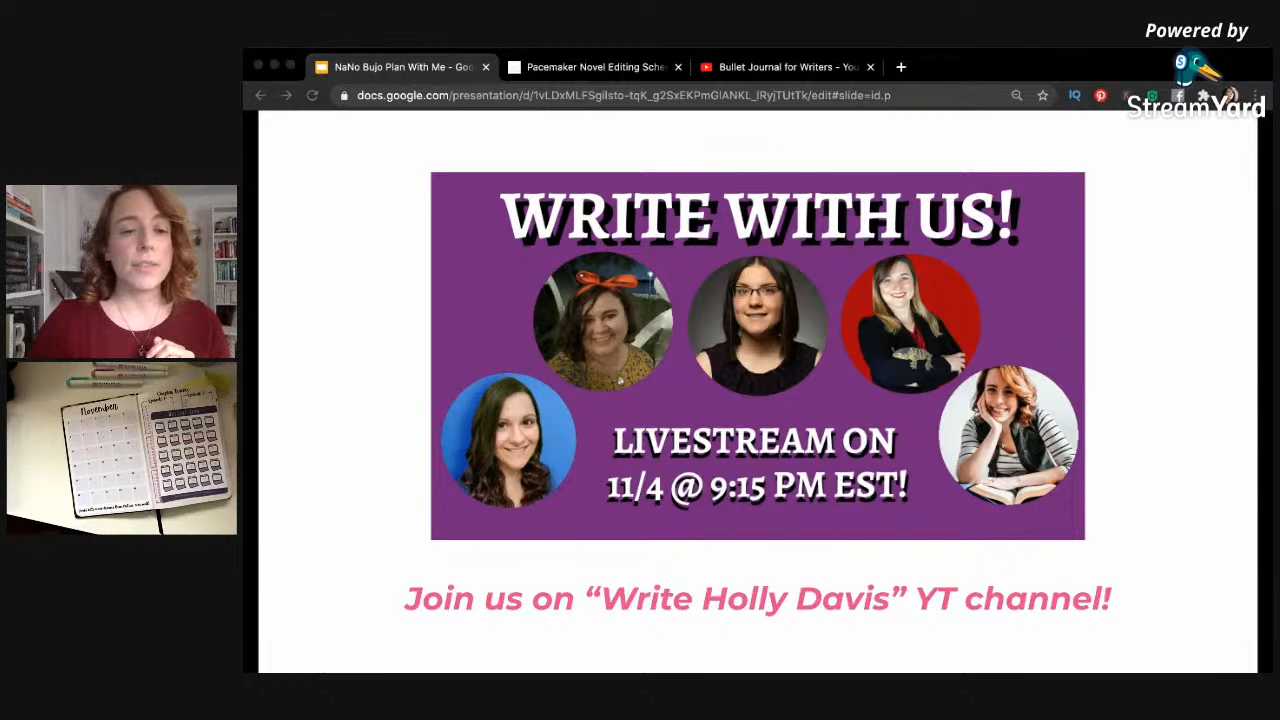 Powered by
StreamYard
NaNo Bujo Plan With Me - Goo
Pacemaker Novel Editing Sche
Bullet Journal for Writers - You
docs.google.com/presentation/d/1vLDxMLFSgiIsto-tqK_g2SxEKPmGIANKL_IRyjTUtTk/edit#slide=id.p
WRITE WITH US!
LIVESTREAM ON
11/4 @ 9:15 PM EST!
Join us on “Write Holly Davis” YT channel!
November